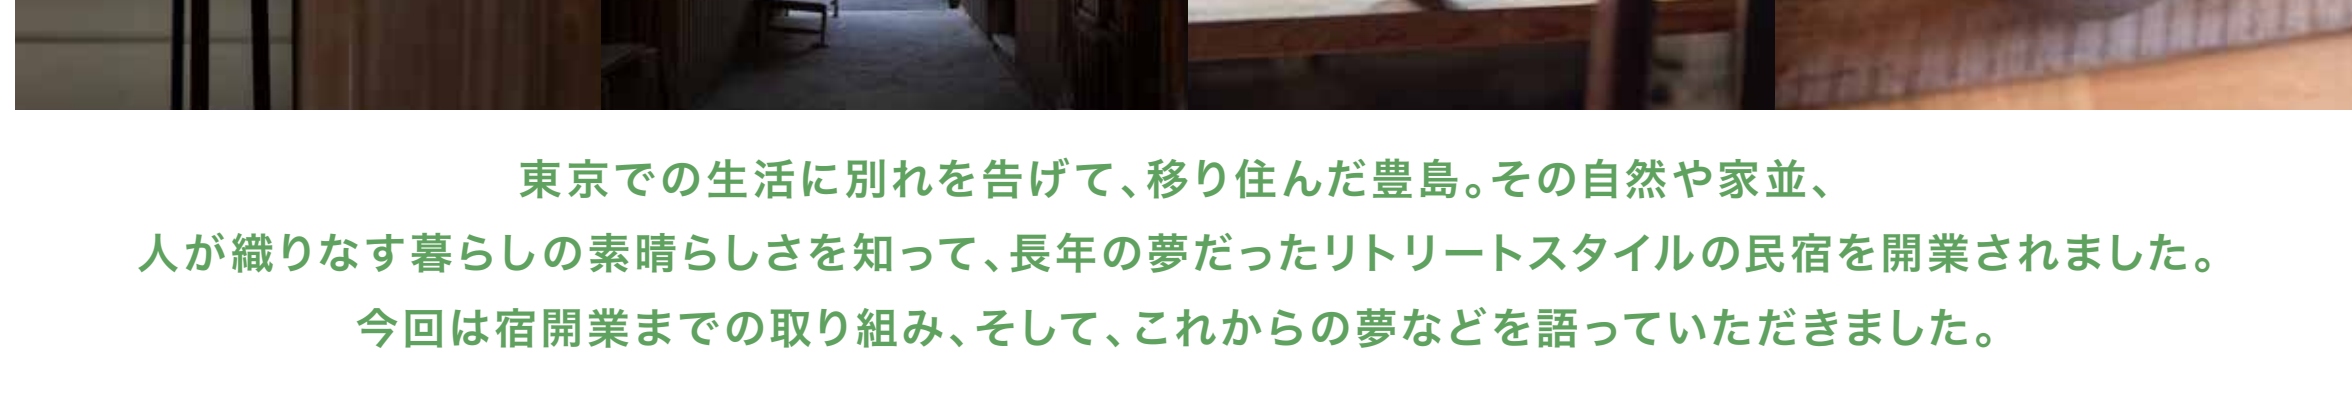 東京での生活に別れを告げて、移り住んだ豊島。その自然や家並、
人が織りなす暮らしの素晴らしさを知って、長年の夢だったリトリートスタイルの民宿を開業されました。
今回は宿開業までの取り組み、そして、これからの夢などを語っていただきました。